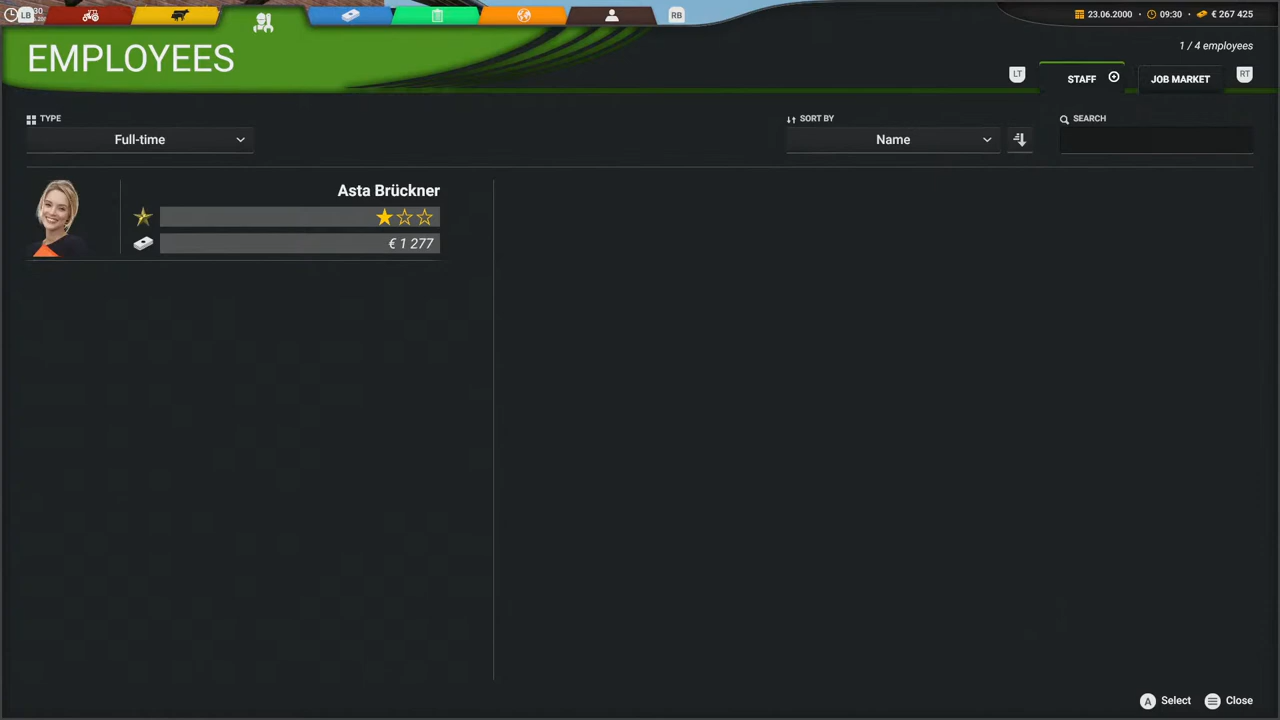 LB
RB
23.06.2000 • 09:30 • € 267 425
EMPLOYEES
1 / 4 employees
LT
STAFF
JOB MARKET
RT
TYPE
SORT BY
SEARCH
Full-time
Name
Asta Brückner
€ 1 277
A Select
Close